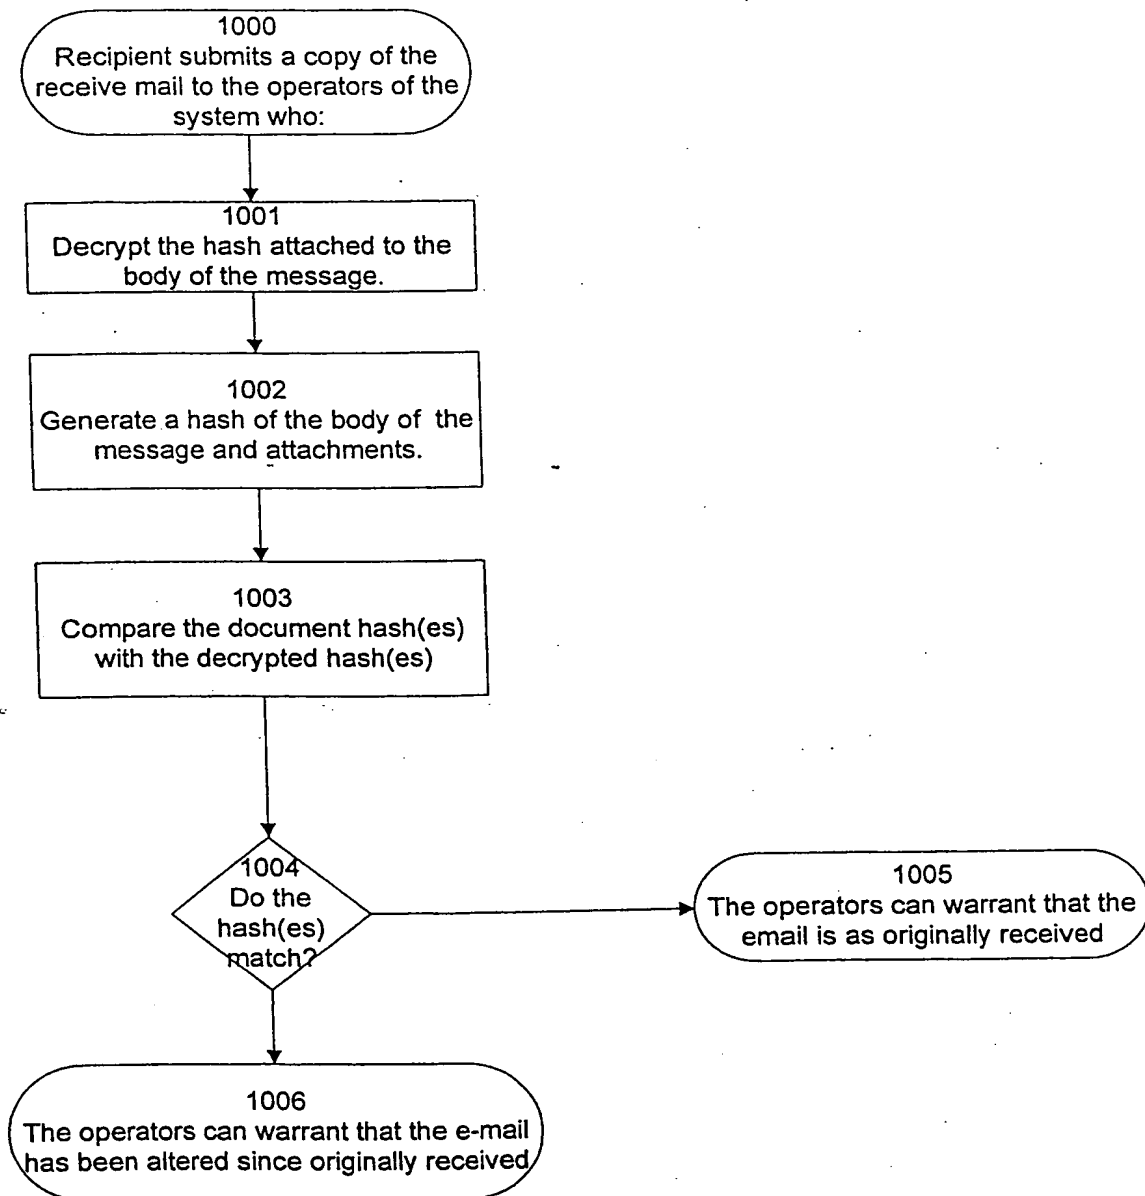 1000
Recipient submits a copy of the
receive mail to the operators of the
system who:
1001
Decrypt the hash attached to the
body of the message.
1002
Generate a hash of the body of the
message and attachments.
1003
Compare the document hash(es)
with the decrypted hash(es)
1004
Do the
hash(es)
match?
1005
The operators can warrant that the
email is as originally received
1006
The operators can warrant that the e-mail
has been altered since originally received